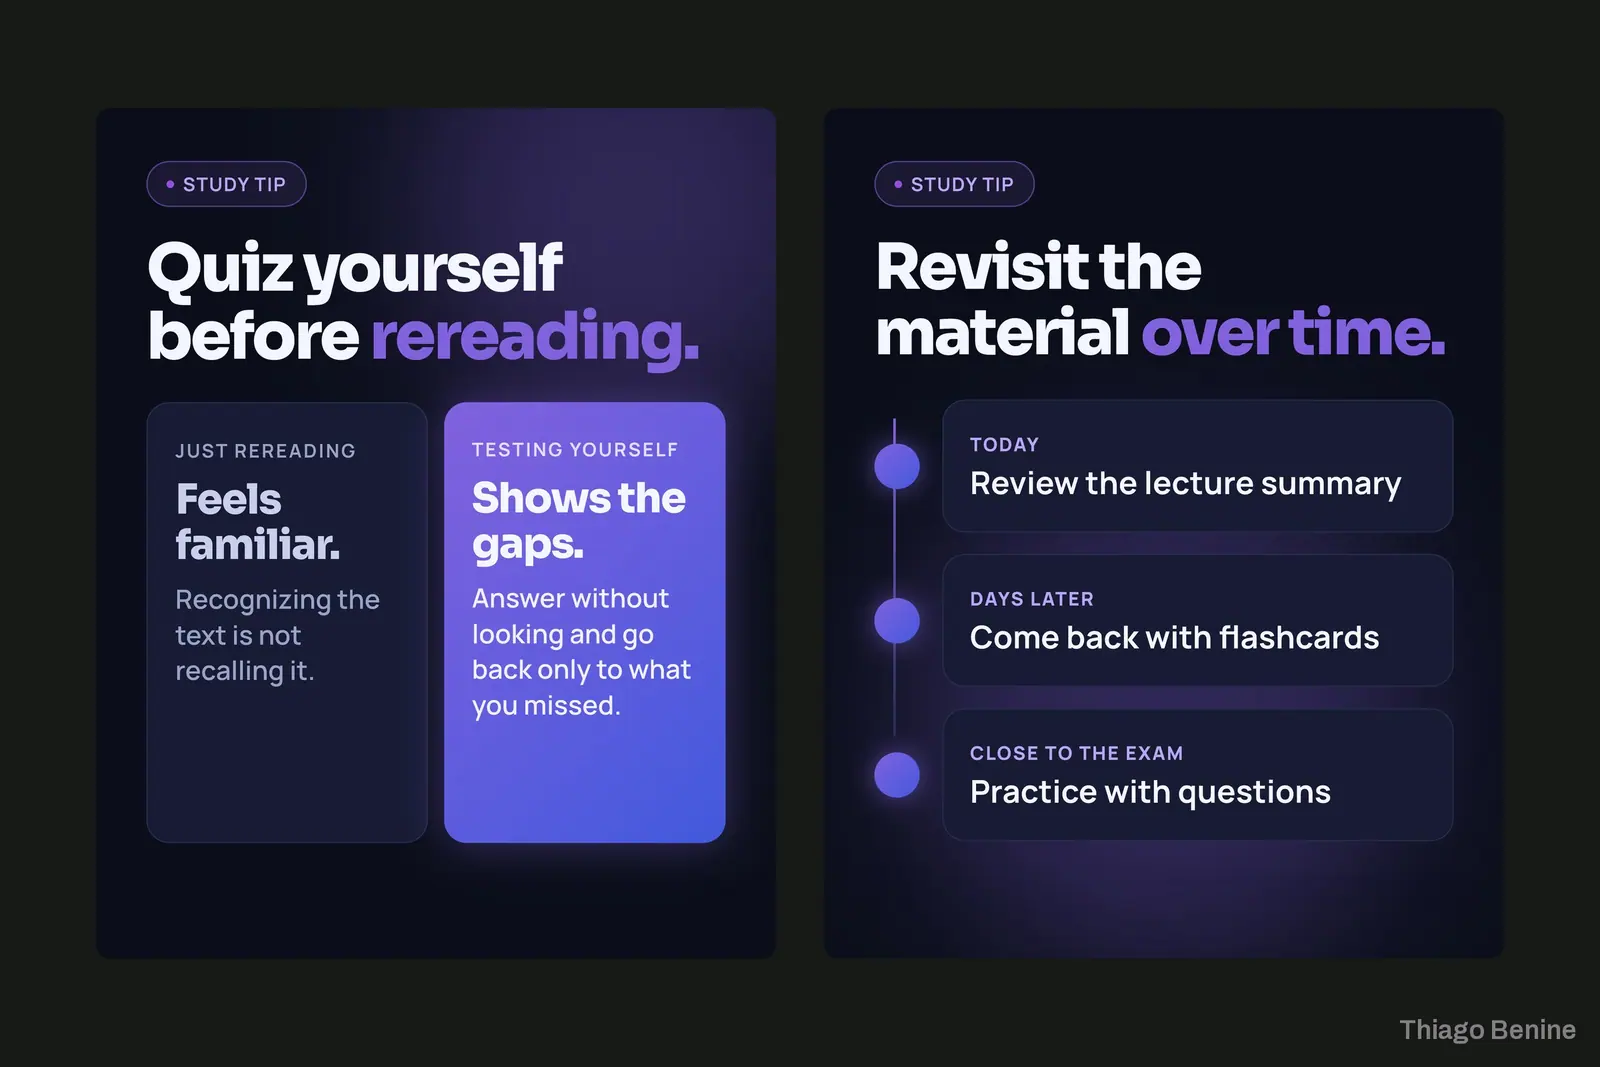 STUDY TIP
Quiz yourself
before rereading.
JUST REREADING
Feels
familiar.
Recognizing the
text is not
recalling it.
TESTING YOURSELF
Shows the
gaps.
Answer without
looking and go
back only to what
you missed.
STUDY TIP
Revisit the
material over time.
TODAY
Review the lecture summary
DAYS LATER
Come back with flashcards
CLOSE TO THE EXAM
Practice with questions
Thiago Benine